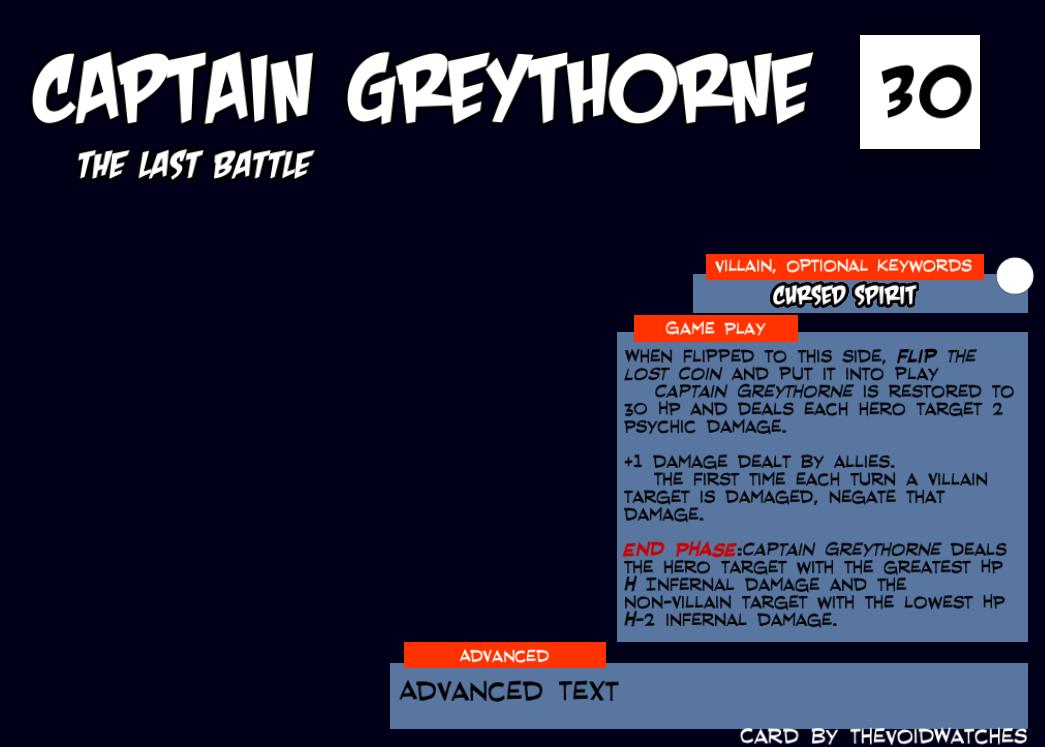 CAPTAIN GREYTHORNE
30
THE LAST BATTLE
VILLAIN, OPTIONAL KEYWORDS
CURSED SPIRIT
GAME PLAY
WHEN FLIPPED TO THIS SIDE, FLIP THE
LOST COIN AND PUT IT INTO PLAY
CAPTAIN GREYTHORNE IS RESTORED TO
30 HP AND DEALS EACH HERO TARGET 2
PSYCHIC DAMAGE.
+1 DAMAGE DEALT BY ALLIES.
THE FIRST TIME EACH TURN A VILLAIN
TARGET IS DAMAGED, NEGATE THAT
DAMAGE.
END PHASE:CAPTAIN GREYTHORNE DEALS
THE HERO TARGET WITH THE GREATEST HP
H INFERNAL DAMAGE AND THE
NON-VILLAIN TARGET WITH THE LOWEST HP
H-2 INFERNAL DAMAGE.
ADVANCED
ADVANCED TEXT
CARD BY THEVOIDWATCHES